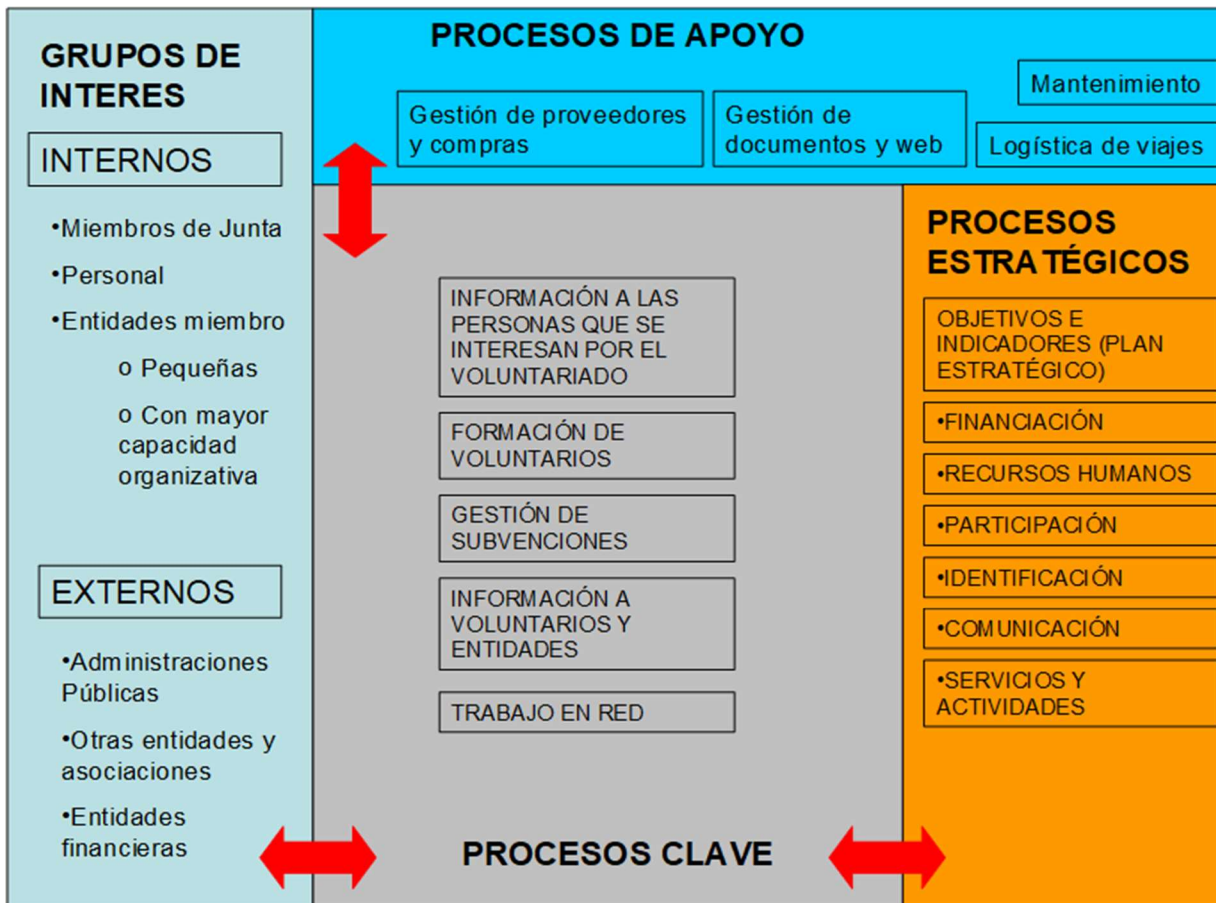 GRUPOS DE
INTERES
INTERNOS
•Miembros de Junta
•Personal
•Entidades miembro
o Pequeñas
o Con mayor
capacidad
organizativa
EXTERNOS
•Administraciones
Públicas
•Otras entidades y
asociaciones
•Entidades
financieras
PROCESOS DE APOYO
Gestión de proveedores
y compras
Gestión de
documentos y web
Mantenimiento
Logística de viajes
INFORMACIÓN A LAS
PERSONAS QUE SE
INTERESAN POR EL
VOLUNTARIADO
FORMACIÓN DE
VOLUNTARIOS
GESTIÓN DE
SUBVENCIONES
INFORMACIÓN A
VOLUNTARIOS Y
ENTIDADES
TRABAJO EN RED
PROCESOS CLAVE
PROCESOS
ESTRATÉGICOS
OBJETIVOS E
INDICADORES (PLAN
ESTRATÉGICO)
•FINANCIACIÓN
•RECURSOS HUMANOS
•PARTICIPACIÓN
•IDENTIFICACIÓN
•COMUNICACIÓN
•SERVICIOS Y
ACTIVIDADES